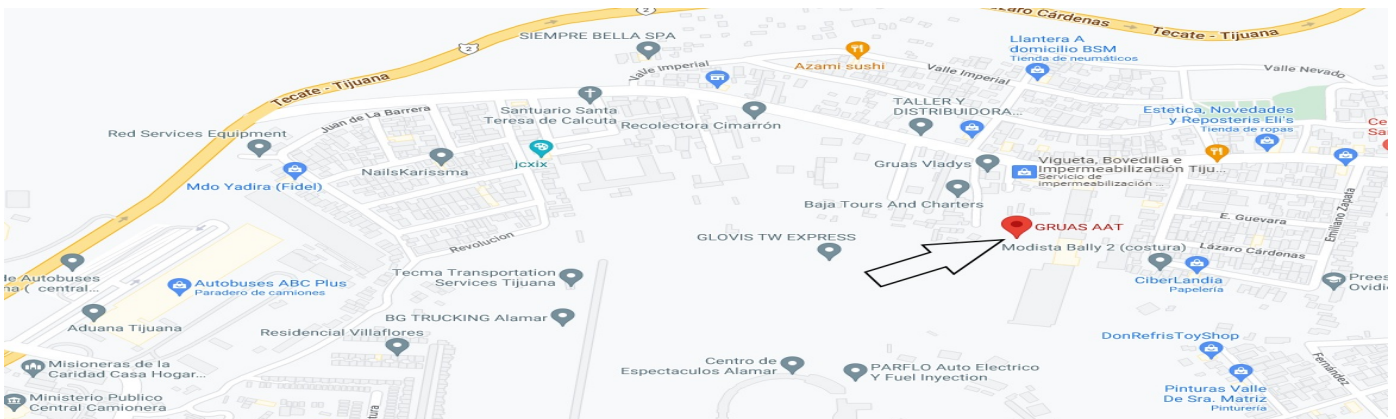 2
Lázaro Cárdenas
Tecate - Tijuana
SIEMPRE BELLA SPA
2
Llantera A
domicilio BSM
Tienda de neumáticos
Azami sushi
Valle Imperial
Valle Imperial
Valle Nevado
Tecate - Tijuana
Juan de La Barrera
Santuario Santa
Teresa de Calcuta
Recolectora Cimarrón
TALLER Y
DISTRIBUIDORA...
Estetica, Novedades
y Reposteris Eli's
Tienda de ropas
Red Services Equipment
jcxix
NailsKarissma
Mdo Yadira (Fidel)
Gruas Vladys
Vigueta, Bovedilla e
Impermeabilización Tiju...
Servicio de
impermeabilización ...
Baja Tours And Charters
E. Guevara
Emiliano Zapata
GRUAS AAT
Revolucion
GLOVIS TW EXPRESS
Modista Bally 2 (costura)
Lázaro Cárdenas
Autobuses
( central...
Autobuses ABC Plus
Paradero de camiones
Tecma Transportation
Services Tijuana
CiberLandia
Papelería
Prees
Ovidi
Aduana Tijuana
BG TRUCKING Alamar
Residencial Villaflores
DonRefrisToyShop
Misioneras de la
Caridad Casa Hogar...
Centro de
Espectaculos Alamar
PARFLO Auto Electrico
Y Fuel Inyection
Fernández
Pinturas Valle
De Sra. Matriz
Pinturería
Ministerio Publico
Central Camionera